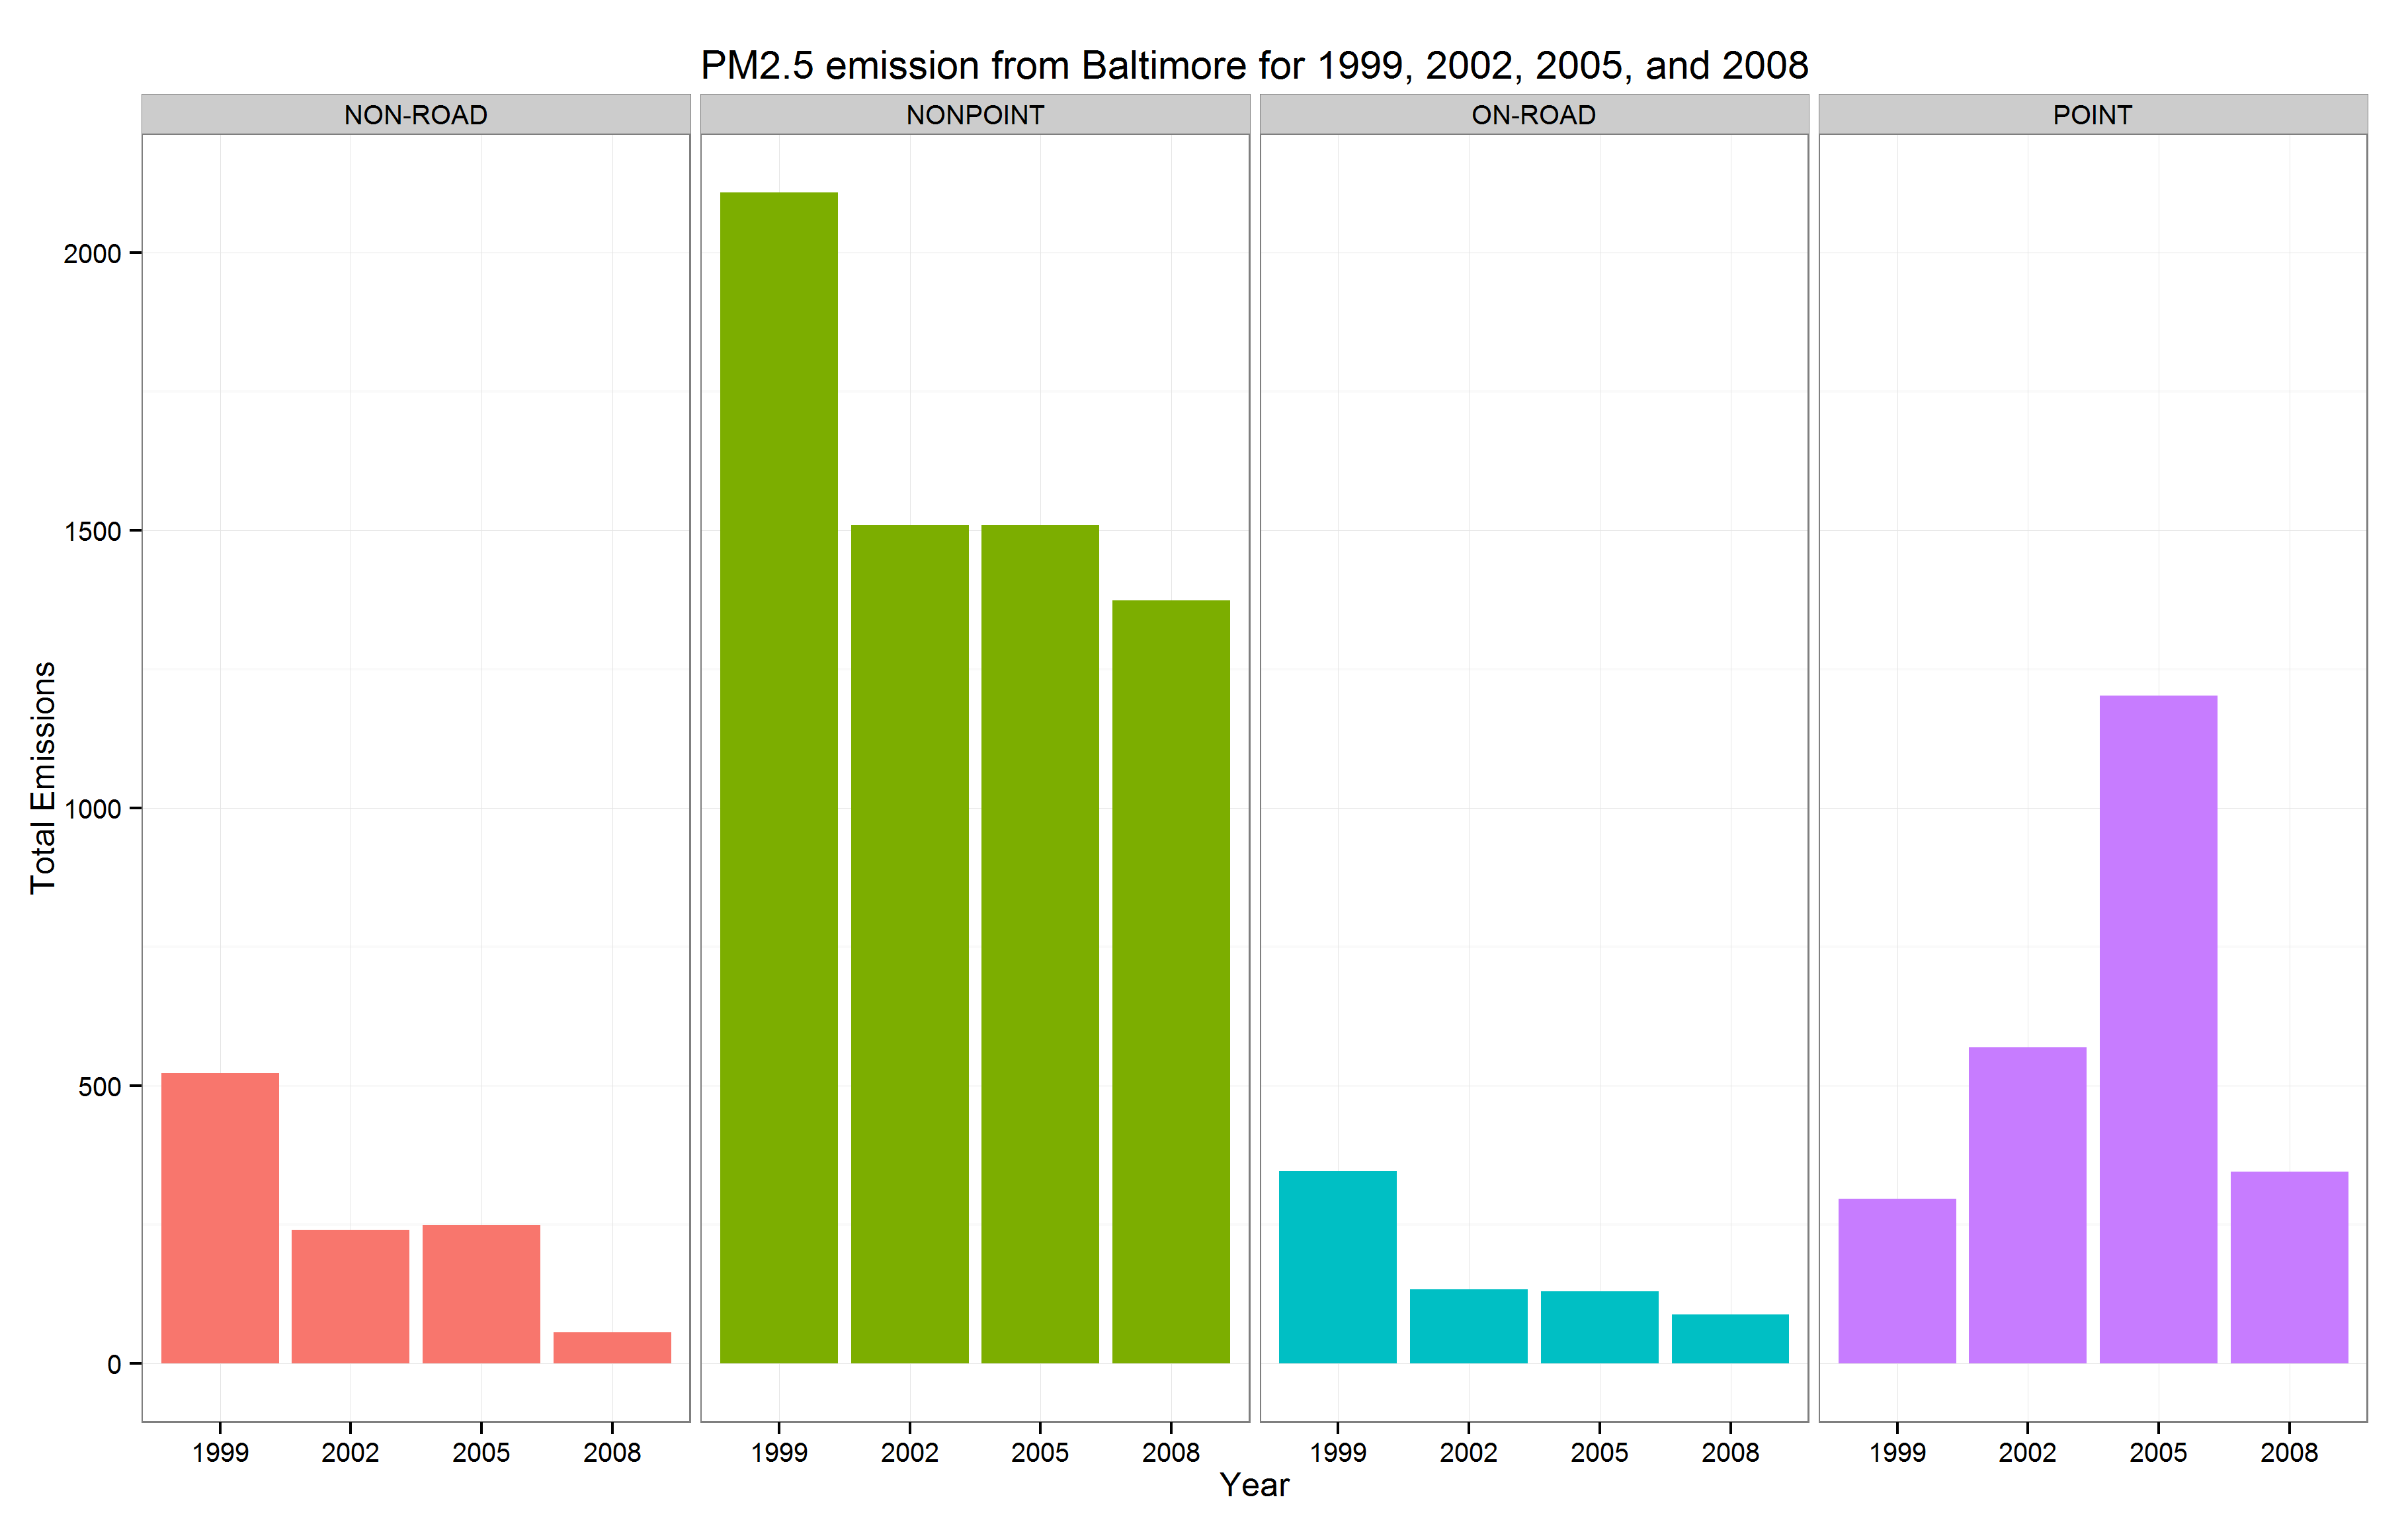 PM2.5 emission from Baltimore for 1999, 2002, 2005, and 2008
NON-ROAD NONPOINT ON-ROAD POINT
2000
1500
1000
500
0
Total Emissions
1999 2002 2005 2008 1999 2002 2005 2008 1999 2002 2005 2008 1999 2002 2005 2008
Year